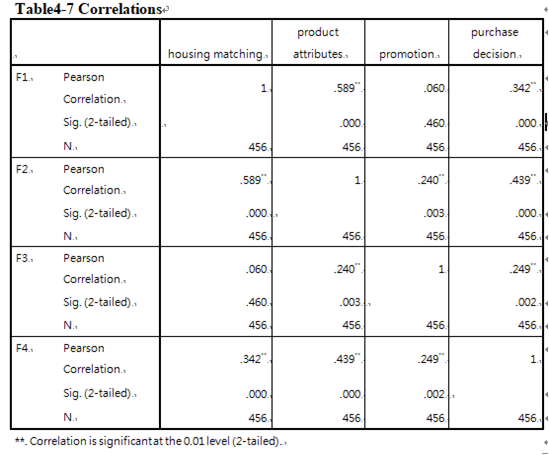 Table4-7 Correlations
housing matching product attributes promotion purchase decision
F1. Pearson Correlation 1 .589** .060 .342**
Sig. (2-tailed) .000 .460 .000
N 456 456 456 456
F2. Pearson Correlation .589** 1 .240** .439**
Sig. (2-tailed) .000 .003 .000
N 456 456 456 456
F3. Pearson Correlation .060 .240** 1 .249**
Sig. (2-tailed) .460 .003 .002
N 456 456 456 456
F4. Pearson Correlation .342** .439** .249** 1
Sig. (2-tailed) .000 .000 .002
N 456 456 456 456
**. Correlation is significantat the 0.01 level (2-tailed).